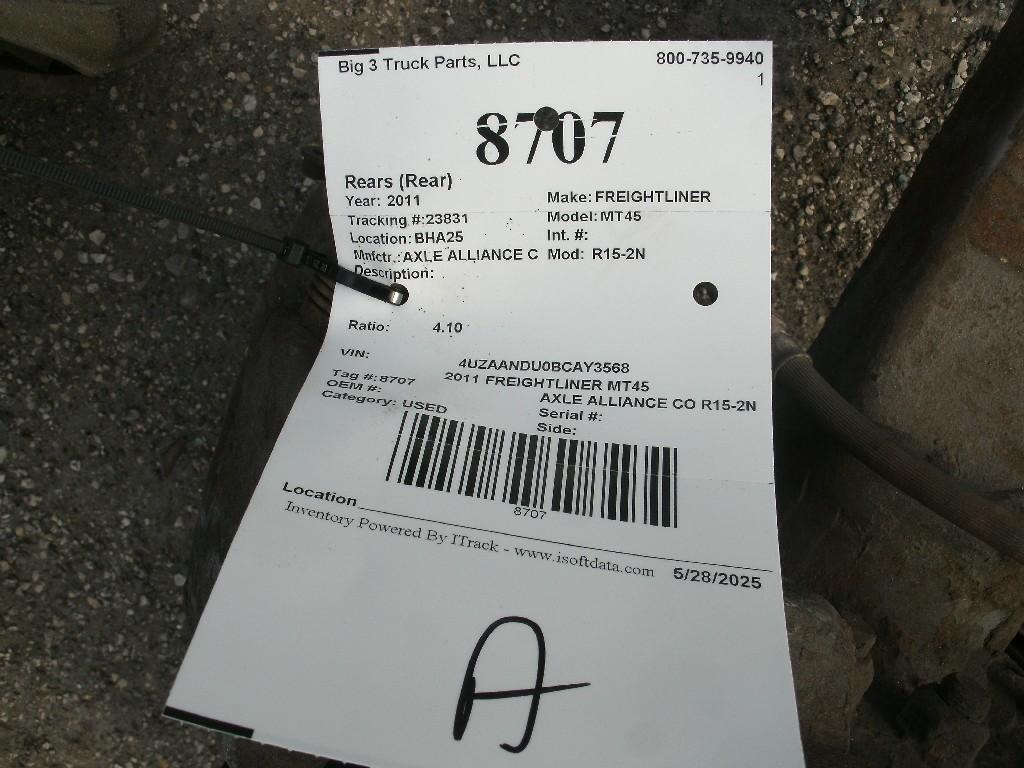 Big 3 Truck Parts, LLC 800-735-9940
1
8707
Rears (Rear)
Year: 2011 Make: FREIGHTLINER
Tracking #:23831 Model: MT45
Location: BHA25 Int. #:
Mnfctr.: AXLE ALLIANCE C Mod: R15-2N
Description:
Ratio: 4.10
VIN: 4UZAANDU0BCAY3568
Tag #: 8707 2011 FREIGHTLINER MT45
OEM #: AXLE ALLIANCE CO R15-2N
Category: USED Serial #:
Side:
8707
Location
Inventory Powered By ITrack - www.isoftdata.com 5/28/2025
A